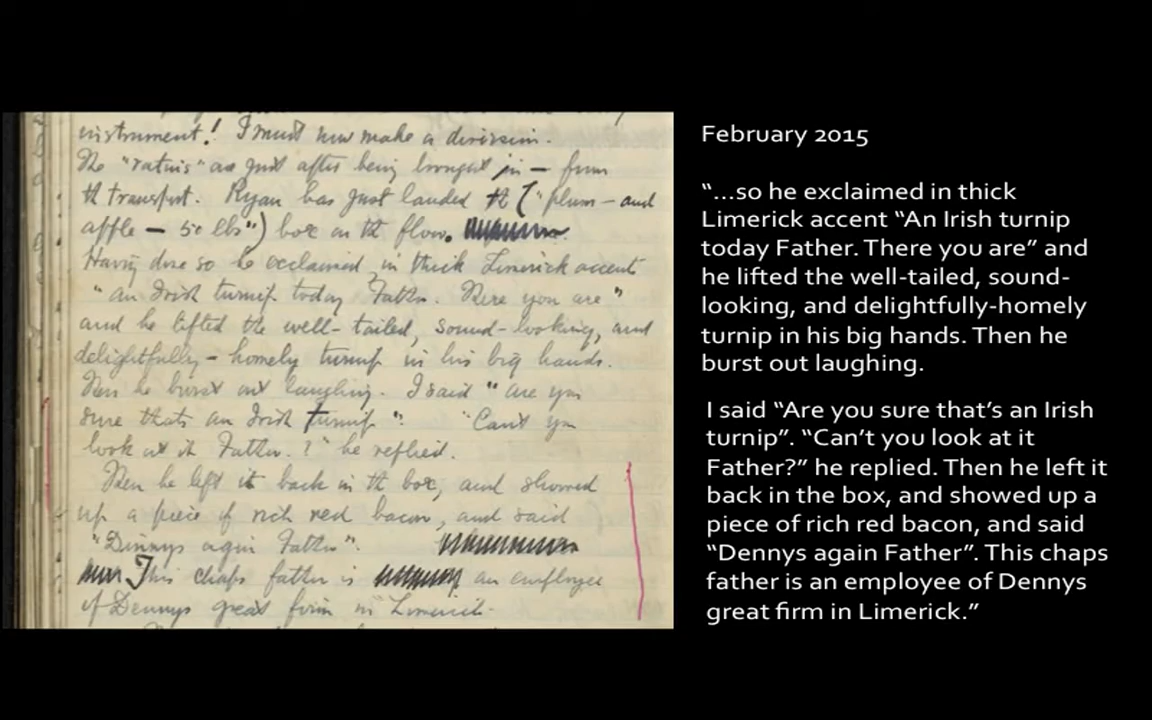 instrument! I must now make a diversion.
The "rations" are just after being brought in — from
th transport. Ryan has just landed th ("plum — and
apple — 50 lbs") box on th floor.
Having done so he exclaimed in thick Limerick accent
"an Irish turnip today Father. There you are"
and he lifted the well-tailed, sound-looking, and
delightfully-homely turnip in his big hands.
Then he burst out laughing. I said "are you
sure thats an Irish turnip". "Can't you
look at it Father.?" he replied.
Then he left it back in th box, and showed
up a piece of rich red bacon, and said
"Dennys again Father".
This chaps father is an employee
of Dennys great firm in Limerick.
February 2015
“...so he exclaimed in thick
Limerick accent “An Irish turnip
today Father. There you are” and
he lifted the well-tailed, sound-
looking, and delightfully-homely
turnip in his big hands. Then he
burst out laughing.
I said “Are you sure that’s an Irish
turnip”. “Can’t you look at it
Father?” he replied. Then he left it
back in the box, and showed up a
piece of rich red bacon, and said
“Dennys again Father”. This chaps
father is an employee of Dennys
great firm in Limerick.”